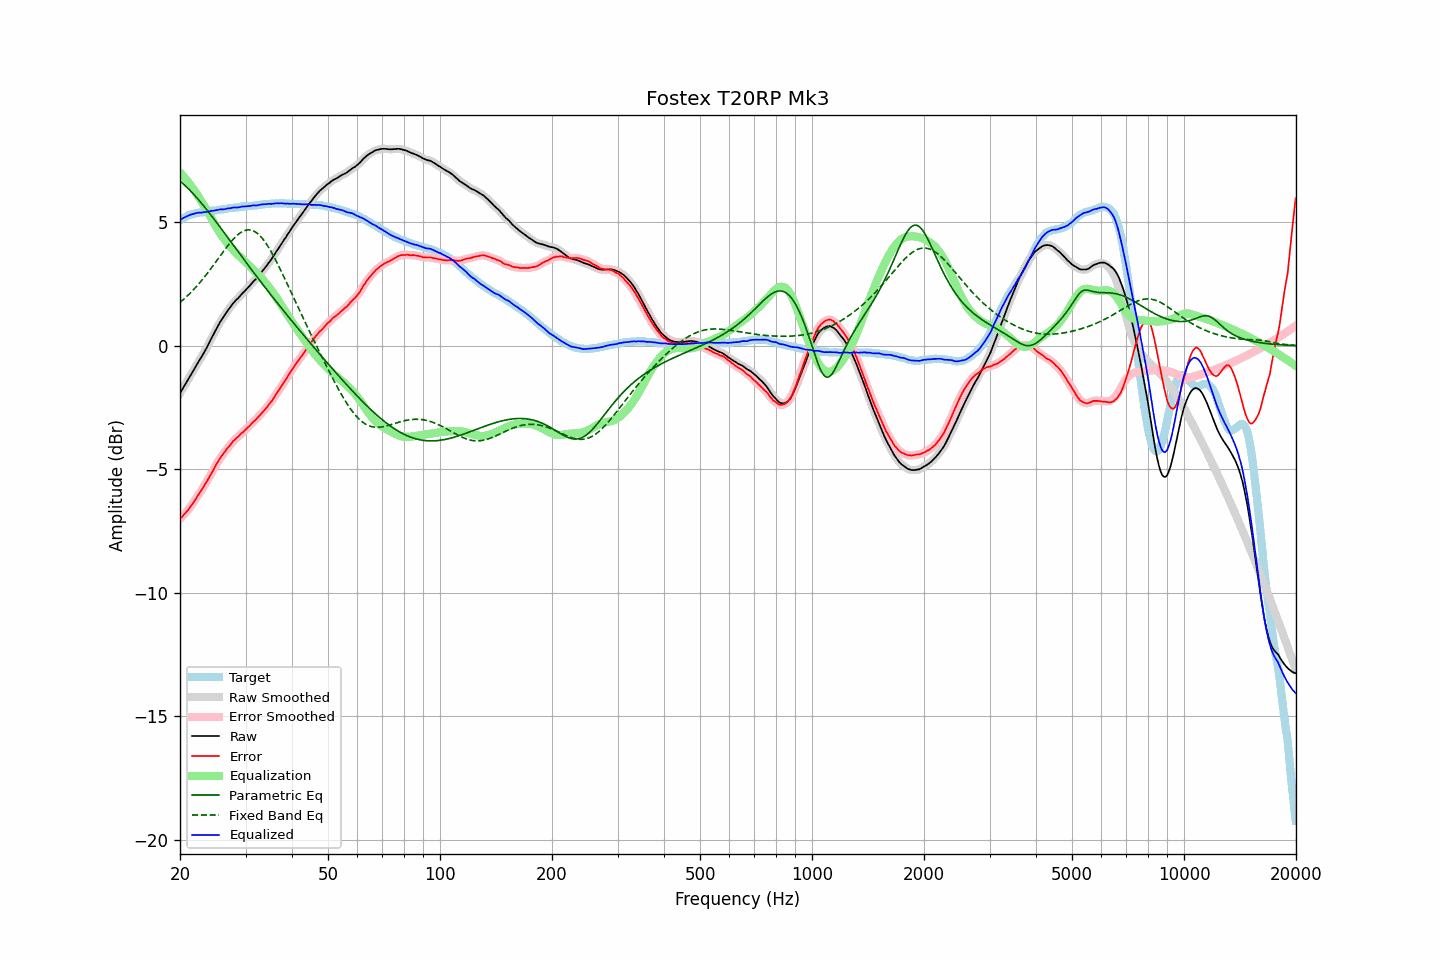 Fostex T20RP Mk3
Amplitude (dBr)
5
0
−5
−10
−15
−20
Target
Raw Smoothed
Error Smoothed
Raw
Error
Equalization
Parametric Eq
Fixed Band Eq
Equalized
20 50 100 200 500 1000 2000 5000 10000 20000
Frequency (Hz)